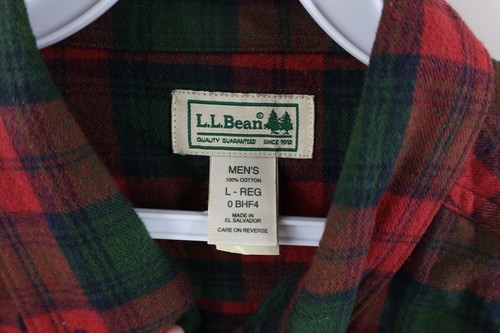 L.L.Bean®
QUALITY GUARANTEED SINCE 1912
MEN'S
100% COTTON
L - REG
0 BHF4
MADE IN
EL SALVADOR
CARE ON REVERSE